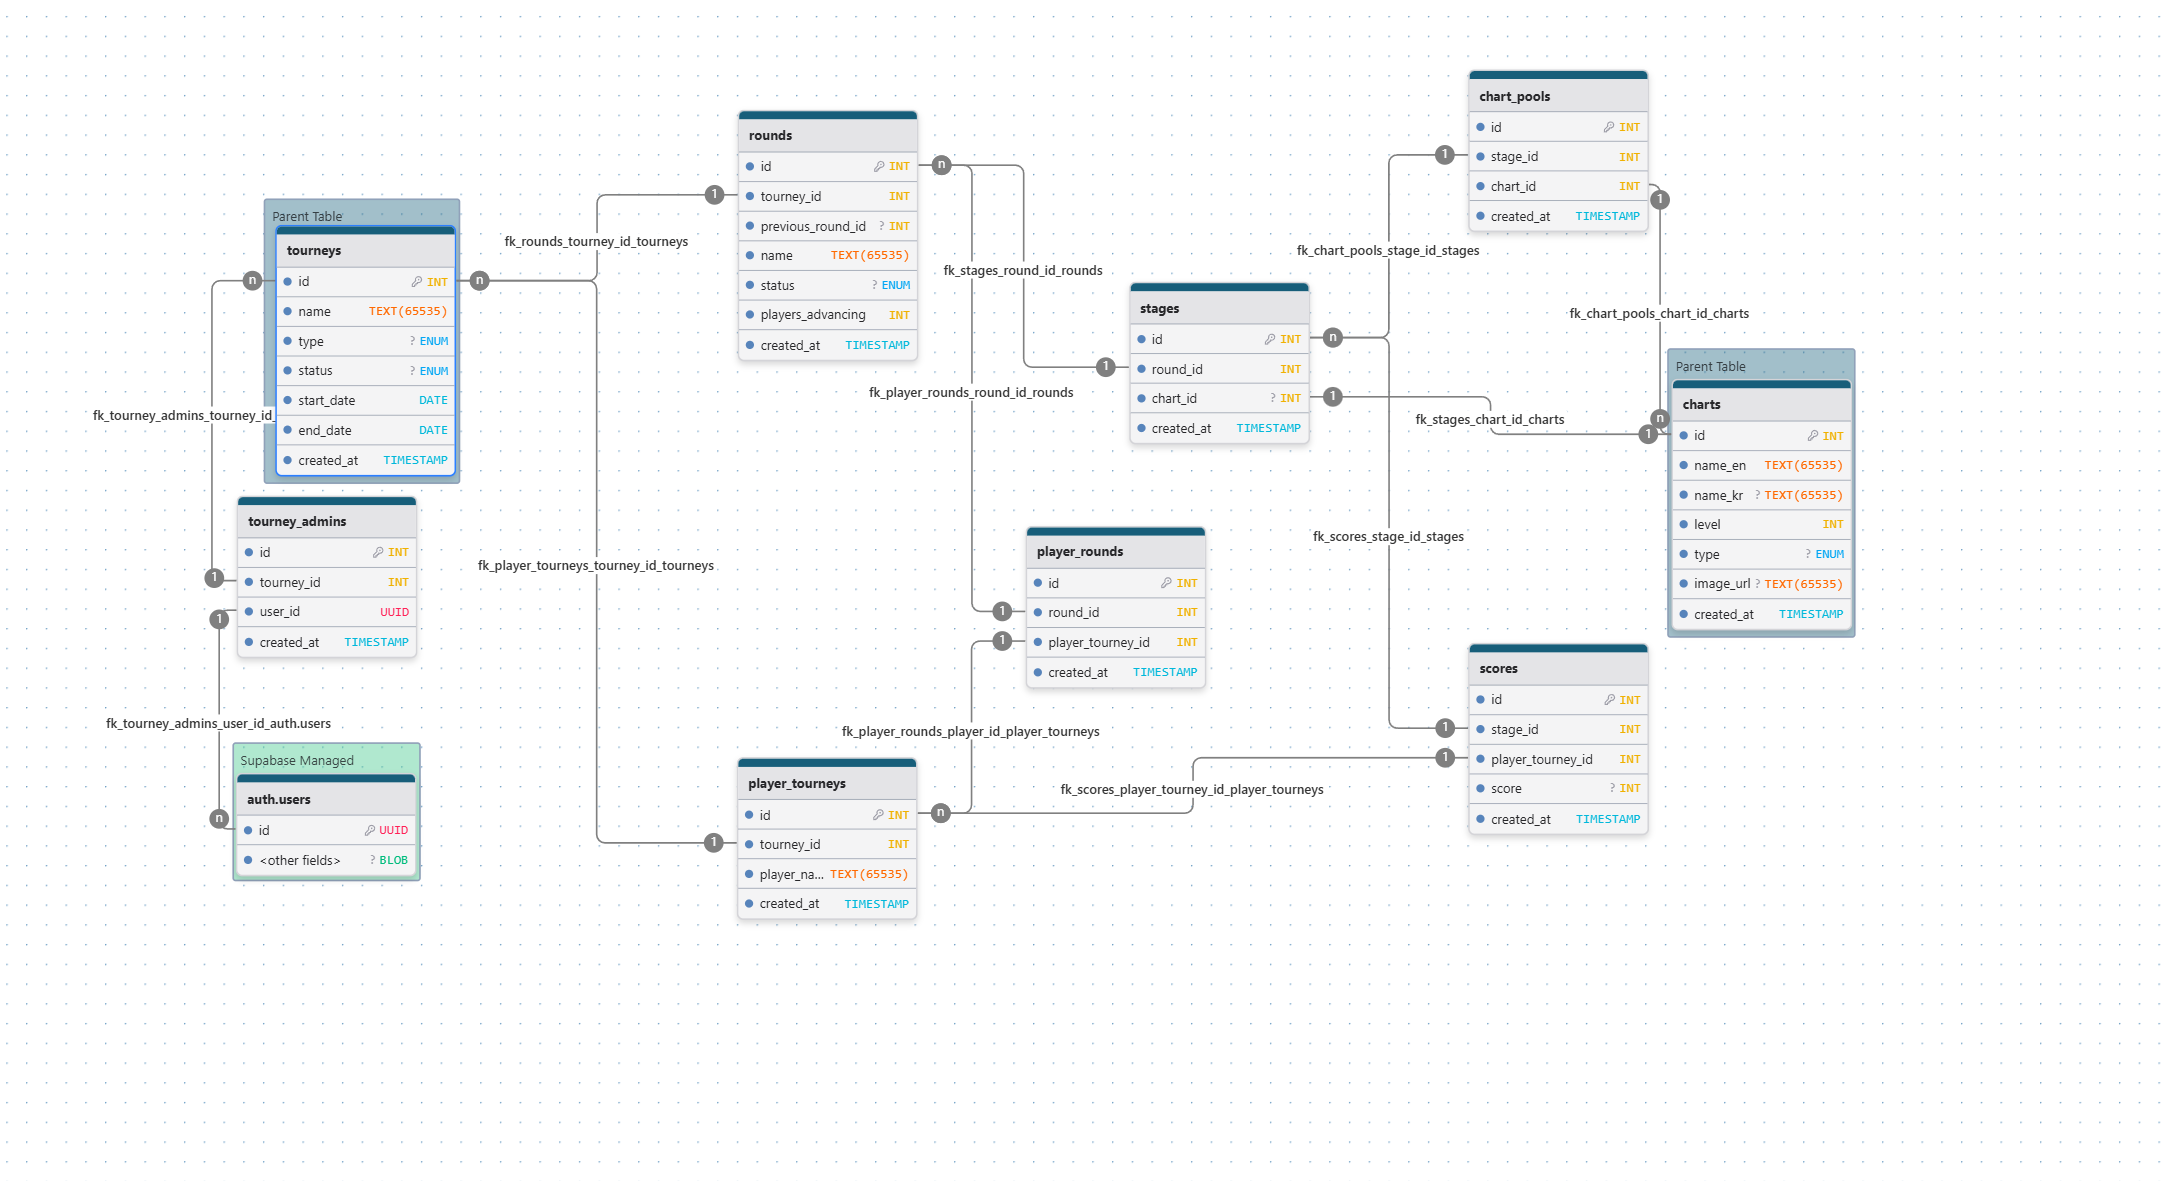 Parent Table
tourneys
id INT
name TEXT(65535)
type ? ENUM
status ? ENUM
start_date DATE
end_date DATE
created_at TIMESTAMP
n
n
fk_tourney_admins_tourney_id
tourney_admins
id INT
tourney_id INT
user_id UUID
created_at TIMESTAMP
1
1
fk_tourney_admins_user_id_auth.users
Supabase Managed
auth.users
id UUID
<other fields> ? BLOB
n
fk_rounds_tourney_id_tourneys
fk_player_tourneys_tourney_id_tourneys
1
1
rounds
id INT
tourney_id INT
previous_round_id ? INT
name TEXT(65535)
status ? ENUM
players_advancing INT
created_at TIMESTAMP
n
fk_stages_round_id_rounds
fk_player_rounds_round_id_rounds
player_tourneys
id INT
tourney_id INT
player_na... TEXT(65535)
created_at TIMESTAMP
n
fk_player_rounds_player_id_player_tourneys
fk_scores_player_tourney_id_player_tourneys
player_rounds
id INT
round_id INT
player_tourney_id INT
created_at TIMESTAMP
1
1
stages
id INT
round_id INT
chart_id ? INT
created_at TIMESTAMP
1
n
1
fk_chart_pools_stage_id_stages
fk_stages_chart_id_charts
fk_scores_stage_id_stages
chart_pools
id INT
stage_id INT
chart_id INT
created_at TIMESTAMP
1
1
fk_chart_pools_chart_id_charts
Parent Table
charts
id INT
name_en TEXT(65535)
name_kr ? TEXT(65535)
level INT
type ? ENUM
image_url ? TEXT(65535)
created_at TIMESTAMP
n
1
scores
id INT
stage_id INT
player_tourney_id INT
score ? INT
created_at TIMESTAMP
1
1